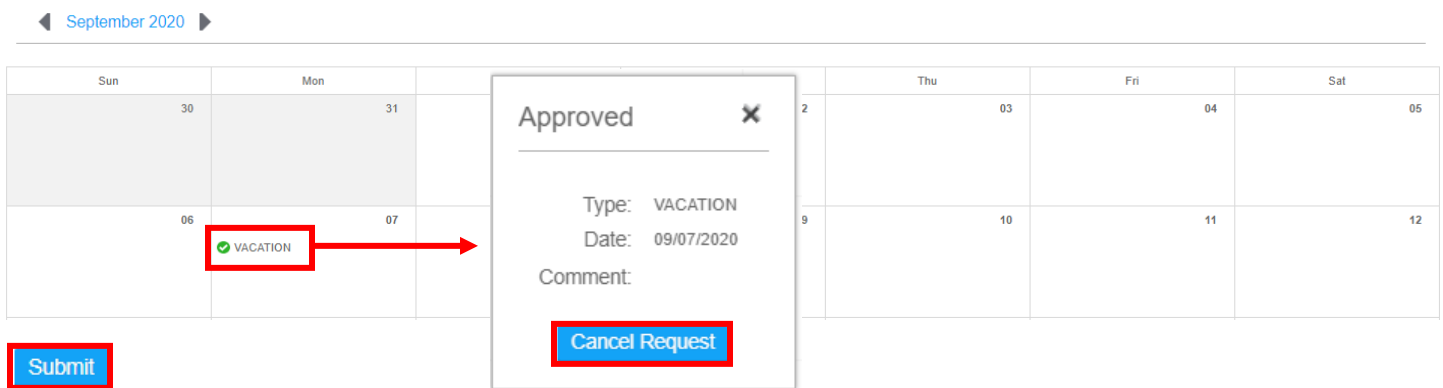 September 2020
Sun Mon Thu Fri Sat
30 31 2 03 04 05
Approved
Type: VACATION
Date: 09/07/2020
Comment:
Cancel Request
06 07 9 10 11 12
VACATION
Submit